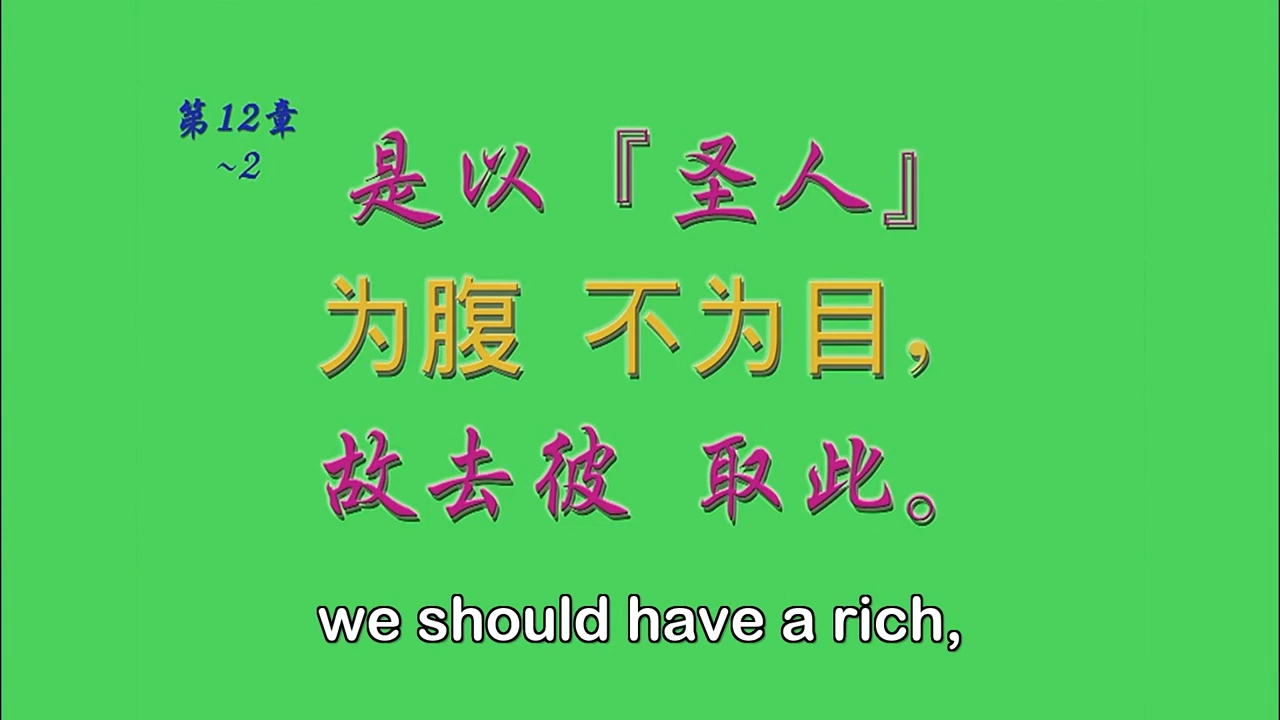 第12章
~2
是以『圣人』
为腹 不为目，
故去彼 取此。
we should have a rich,